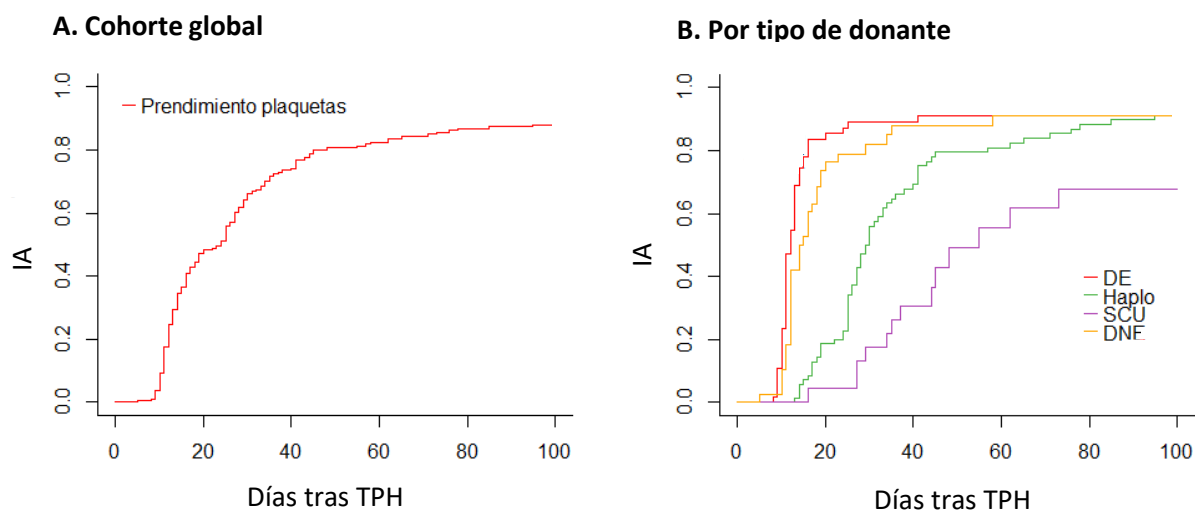 A. Cohorte global
B. Por tipo de donante
Prendimiento plaquetas
IA
0.0 0.2 0.4 0.6 0.8 1.0
0 20 40 60 80 100
Días tras TPH
IA
0.0 0.2 0.4 0.6 0.8 1.0
DE
Haplo
SCU
DNE
0 20 40 60 80 100
Días tras TPH